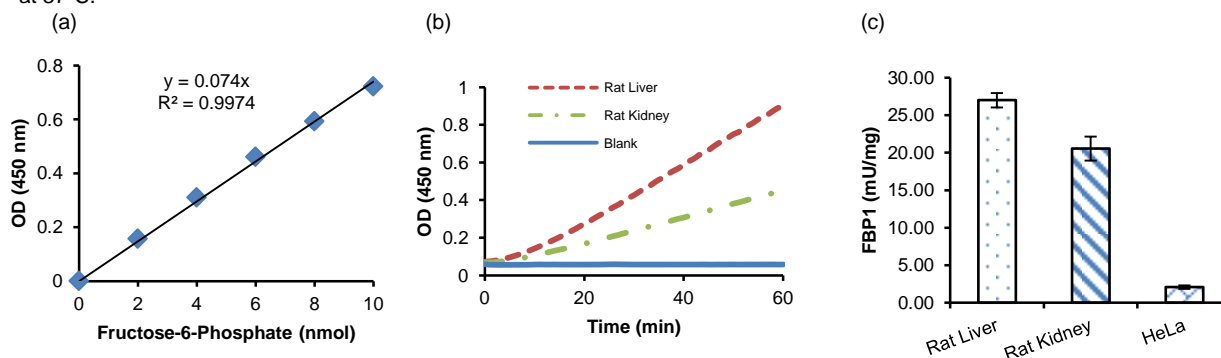 at 37°C.
(a)
(b)
(c)
0.8
0.6
0.4
0.2
0
y = 0.074x
R² = 0.9974
OD (450 nm)
0 2 4 6 8 10
Fructose-6-Phosphate (nmol)
1
0.8
0.6
0.4
0.2
0
Rat Liver
Rat Kidney
Blank
OD (450 nm)
0 20 40 60
Time (min)
30.00
25.00
20.00
15.00
10.00
5.00
0.00
FBP1 (mU/mg)
Rat Liver
Rat Kidney
HeLa